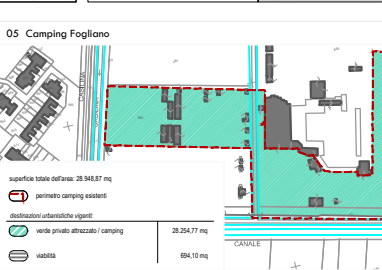 05 Camping Fogliano
superficie totale dell'area: 28.948,87 mq
perimetro camping esistenti
destinazioni urbanistiche vigenti:
verde privato attrezzato / camping 28.254,77 mq
viabilità 694,10 mq
CANALE